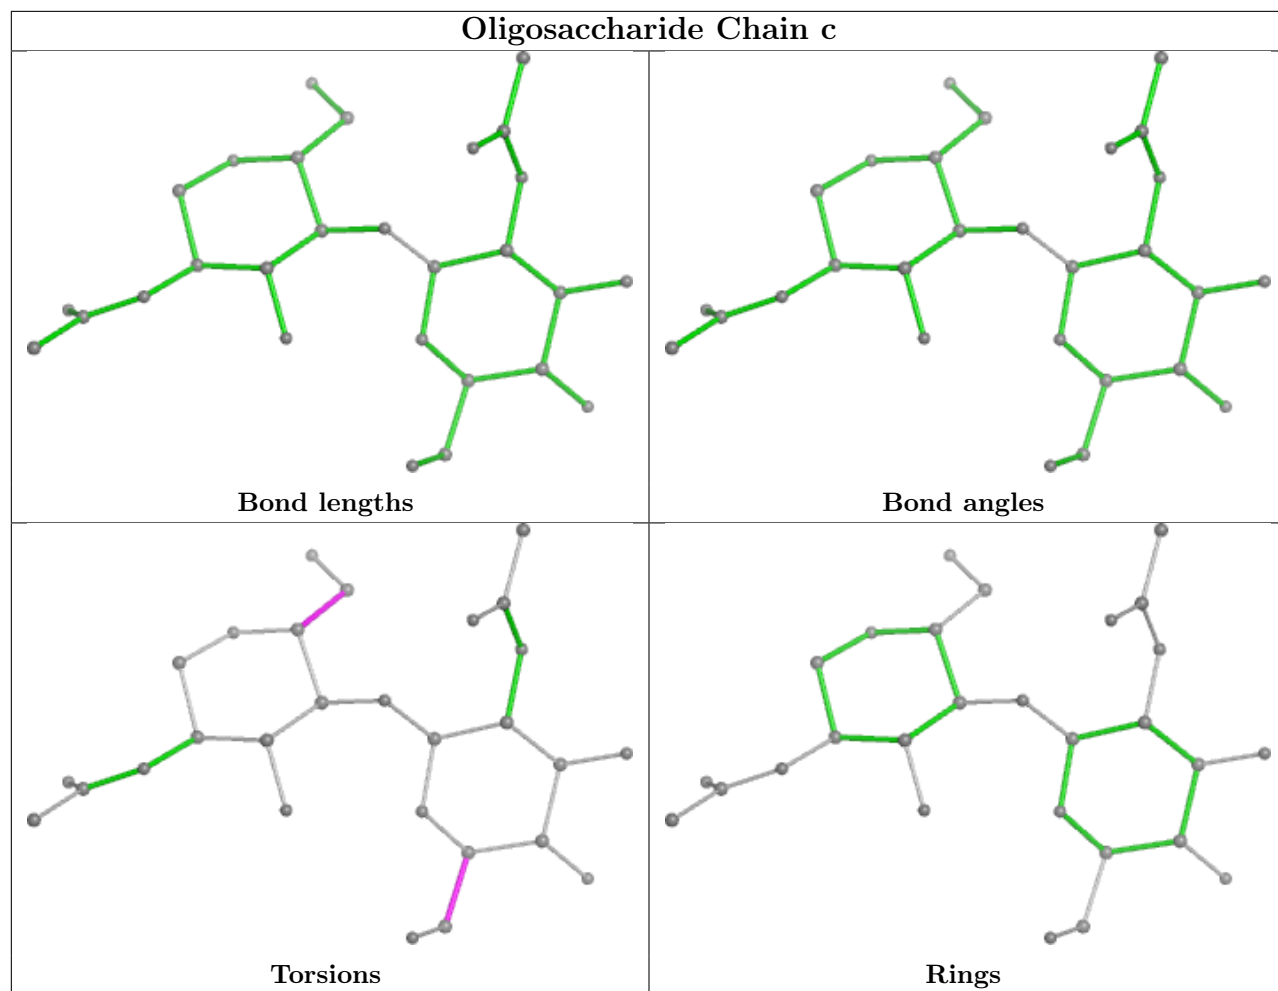 Oligosaccharide Chain c
Bond lengths
Bond angles
Torsions
Rings